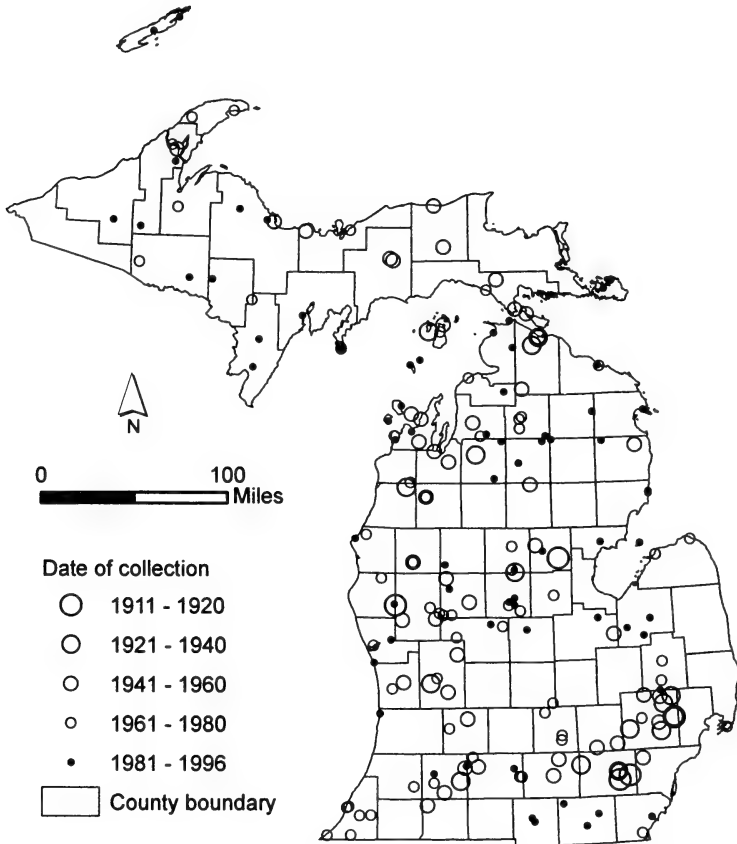 N
0 100
Miles
Date of collection
1911 - 1920
1921 - 1940
1941 - 1960
1961 - 1980
1981 - 1996
County boundary